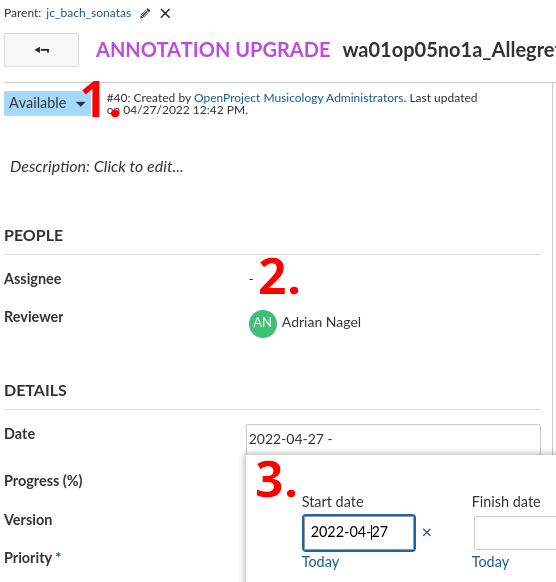 Parent: jc_bach_sonatas
ANNOTATION UPGRADE wa01op05no1a_Allegre
Available 1. #40: Created by OpenProject Musicology Administrators. Last updated
on 04/27/2022 12:42 PM.
Description: Click to edit...
PEOPLE
Assignee - 2.
Reviewer AN Adrian Nagel
DETAILS
Date 2022-04-27 -
Progress (%) 3.
Start date Finish date
Version 2022-04-27 ×
Priority * Today Today